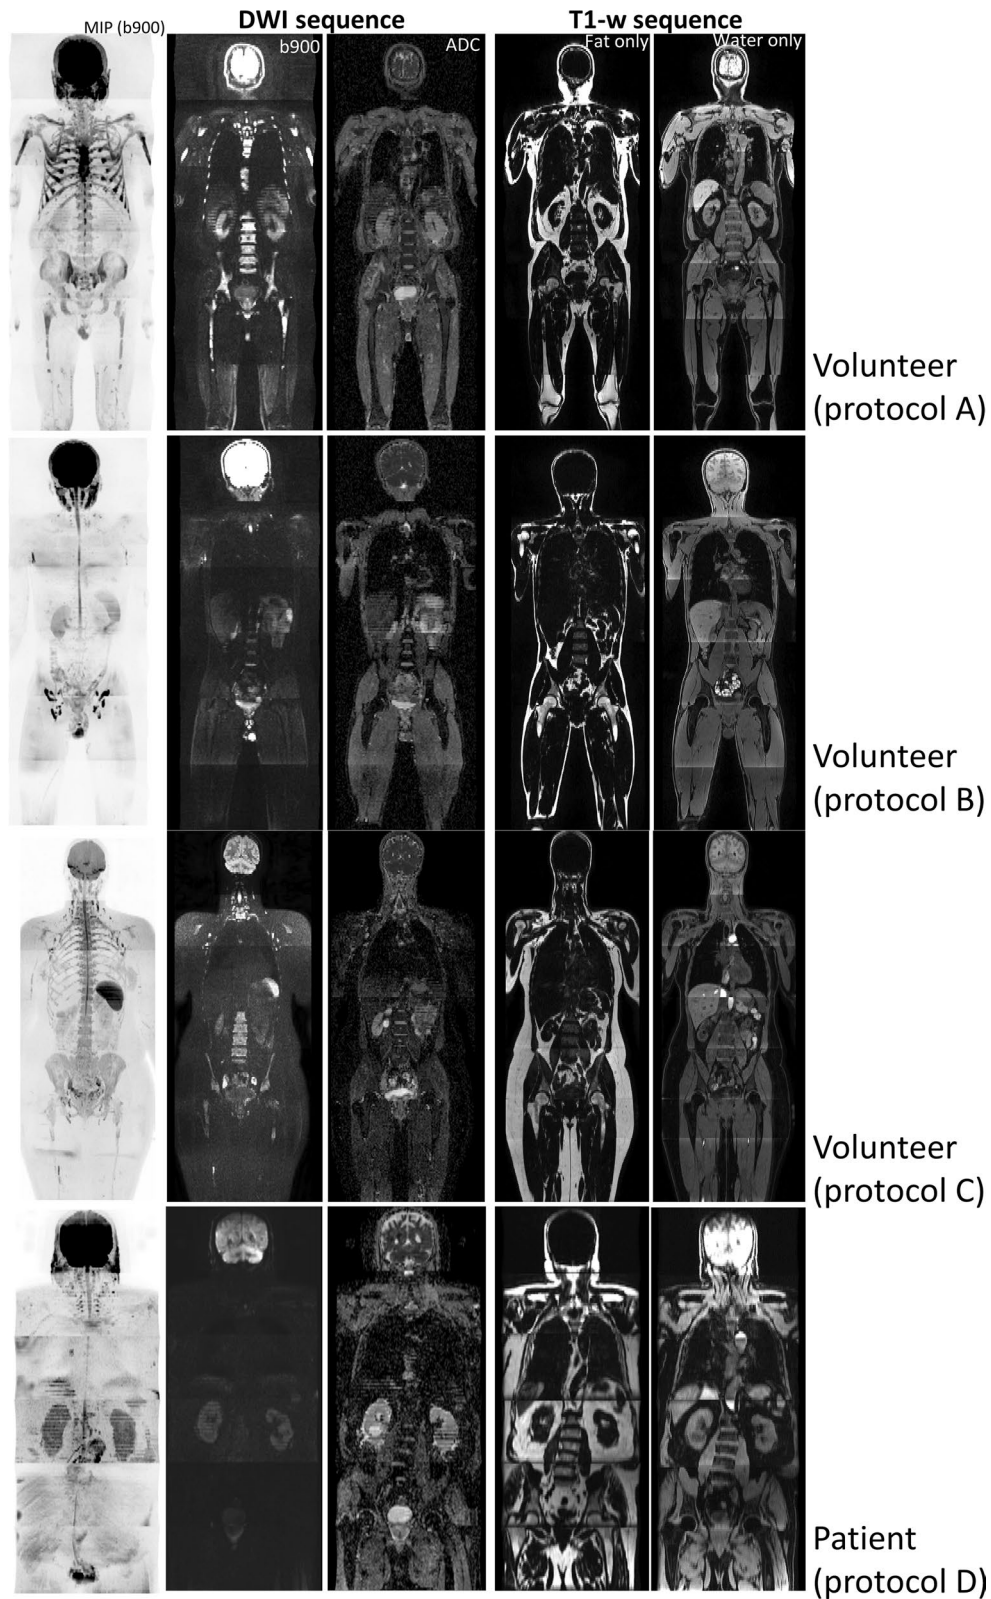 DWI sequence
T1-w sequence
MIP (b900)
b900
ADC
Fat only
Water only
Volunteer
(protocol A)
Volunteer
(protocol B)
Volunteer
(protocol C)
Patient
(protocol D)